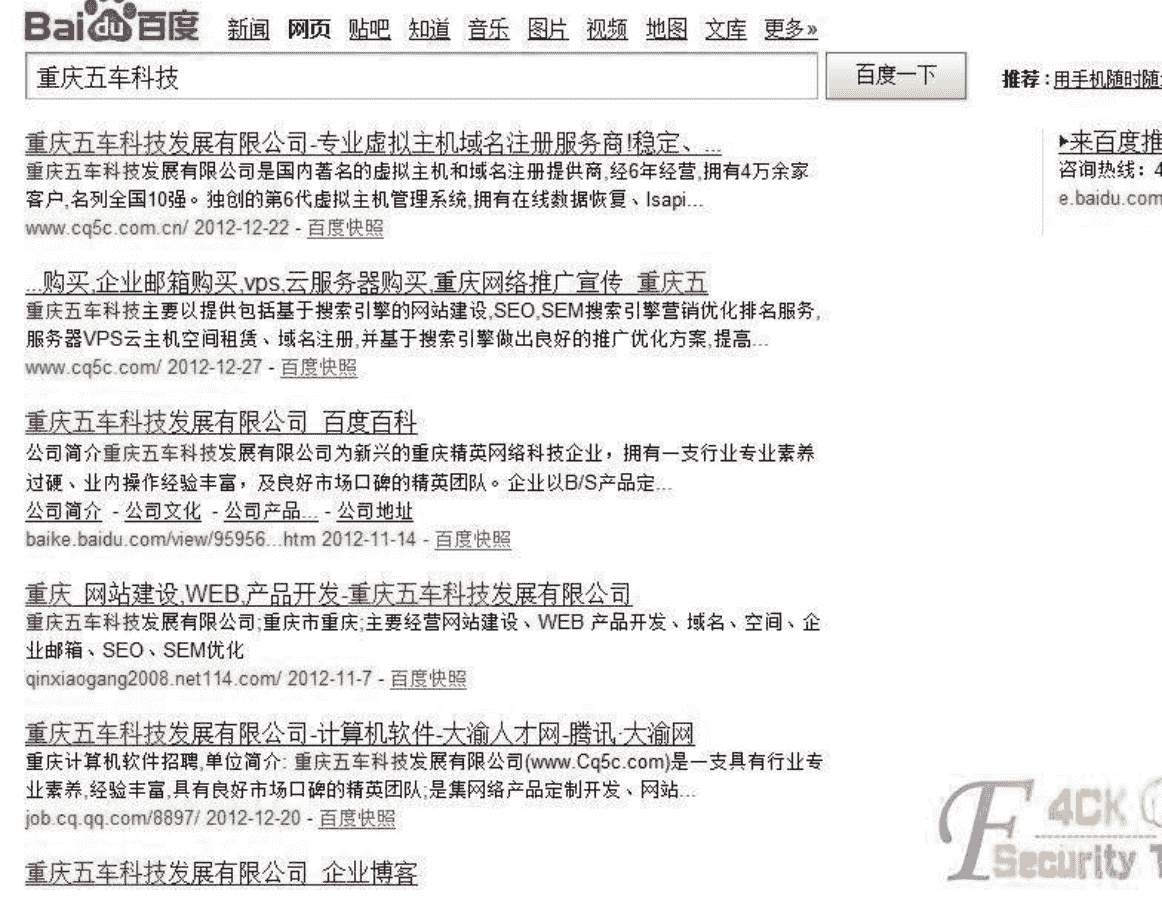 Bai du 百度 新闻 网页 贴吧 知道 音乐 图片 视频 地图 文库 更多»
重庆五车科技 百度一下 推荐:用手机随时随
重庆五车科技发展有限公司-专业虚拟主机域名注册服务商!稳定、...
重庆五车科技发展有限公司是国内著名的虚拟主机和域名注册提供商,经6年经营,拥有4万余家
客户,名列全国10强。独创的第6代虚拟主机管理系统,拥有在线数据恢复、Isapi...
www.cq5c.com.cn/ 2012-12-22 - 百度快照
▸来百度推
咨询热线：4
e.baidu.com
...购买,企业邮箱购买,vps,云服务器购买,重庆网络推广宣传_重庆五
重庆五车科技主要以提供包括基于搜索引擎的网站建设,SEO,SEM搜索引擎营销优化排名服务,
服务器VPS云主机空间租赁、域名注册,并基于搜索引擎做出良好的推广优化方案,提高...
www.cq5c.com/ 2012-12-27 - 百度快照
重庆五车科技发展有限公司_百度百科
公司简介重庆五车科技发展有限公司为新兴的重庆精英网络科技企业，拥有一支行业专业素养
过硬、业内操作经验丰富，及良好市场口碑的精英团队。企业以B/S产品定...
公司简介 - 公司文化 - 公司产品... - 公司地址
baike.baidu.com/view/95956...htm 2012-11-14 - 百度快照
重庆_网站建设,WEB,产品开发-重庆五车科技发展有限公司
重庆五车科技发展有限公司;重庆市重庆;主要经营网站建设、WEB 产品开发、域名、空间、企
业邮箱、SEO、SEM优化
qinxiaogang2008.net114.com/ 2012-11-7 - 百度快照
重庆五车科技发展有限公司-计算机软件-大渝人才网-腾讯·大渝网
重庆计算机软件招聘,单位简介: 重庆五车科技发展有限公司(www.Cq5c.com)是一支具有行业专
业素养,经验丰富,具有良好市场口碑的精英团队;是集网络产品定制开发、网站...
job.cq.qq.com/8897/ 2012-12-20 - 百度快照
重庆五车科技发展有限公司_企业博客
F4CK
Security T